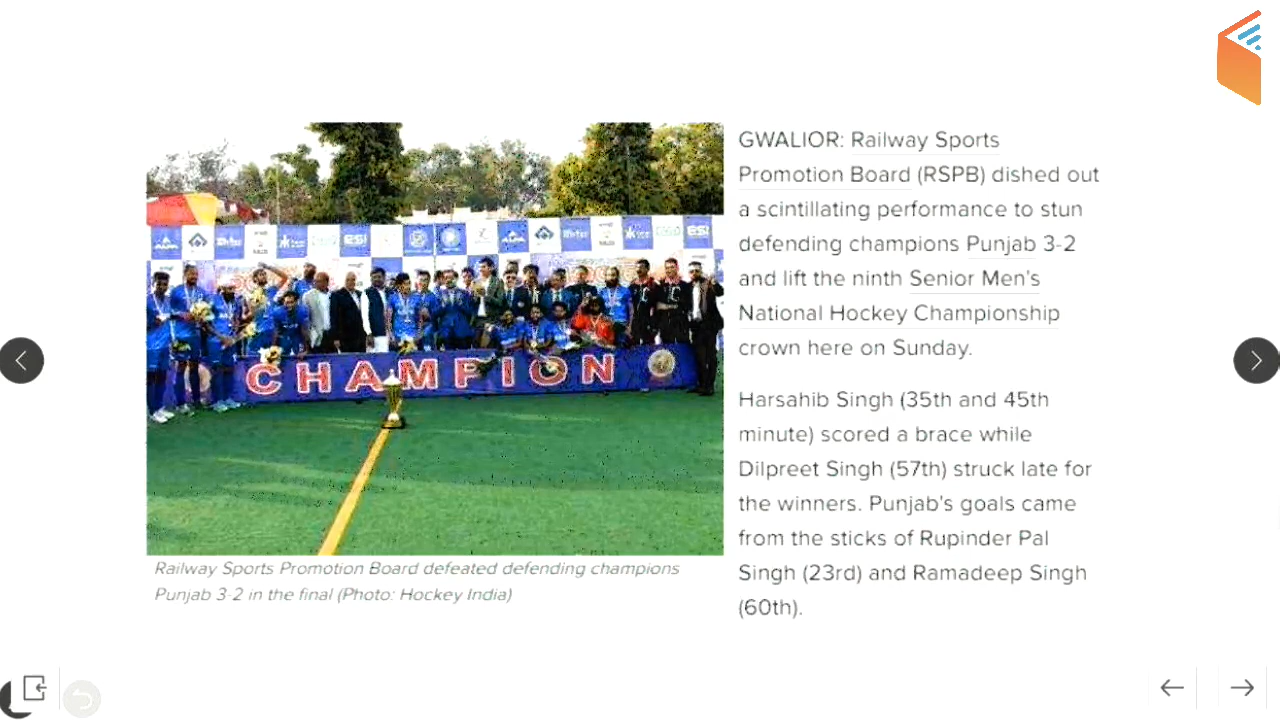 GWALIOR: Railway Sports
Promotion Board (RSPB) dished out
a scintillating performance to stun
defending champions Punjab 3-2
and lift the ninth Senior Men's
National Hockey Championship
crown here on Sunday.
Harsahib Singh (35th and 45th
minute) scored a brace while
Dilpreet Singh (57th) struck late for
the winners. Punjab's goals came
from the sticks of Rupinder Pal
Singh (23rd) and Ramadeep Singh
(60th).
CHAMPION
Railway Sports Promotion Board defeated defending champions
Punjab 3-2 in the final (Photo: Hockey India)